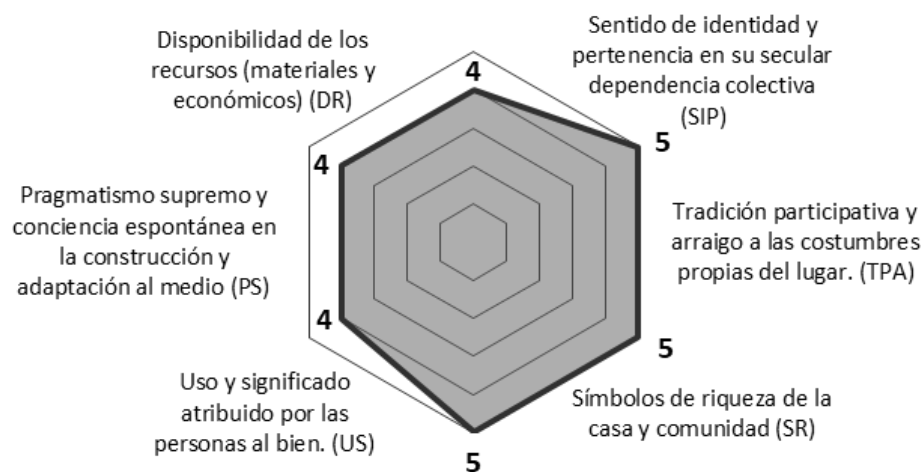 Disponibilidad de los
recursos (materiales y
económicos) (DR)
4
Sentido de identidad y
pertenencia en su secular
dependencia colectiva
(SIP)
5
4
Pragmatismo supremo y
conciencia espontánea en
la construcción y
adaptación al medio (PS)
Tradición participativa y
arraigo a las costumbres
propias del lugar. (TPA)
4
5
Uso y significado
atribuido por las
personas al bien. (US)
Símbolos de riqueza de la
casa y comunidad (SR)
5